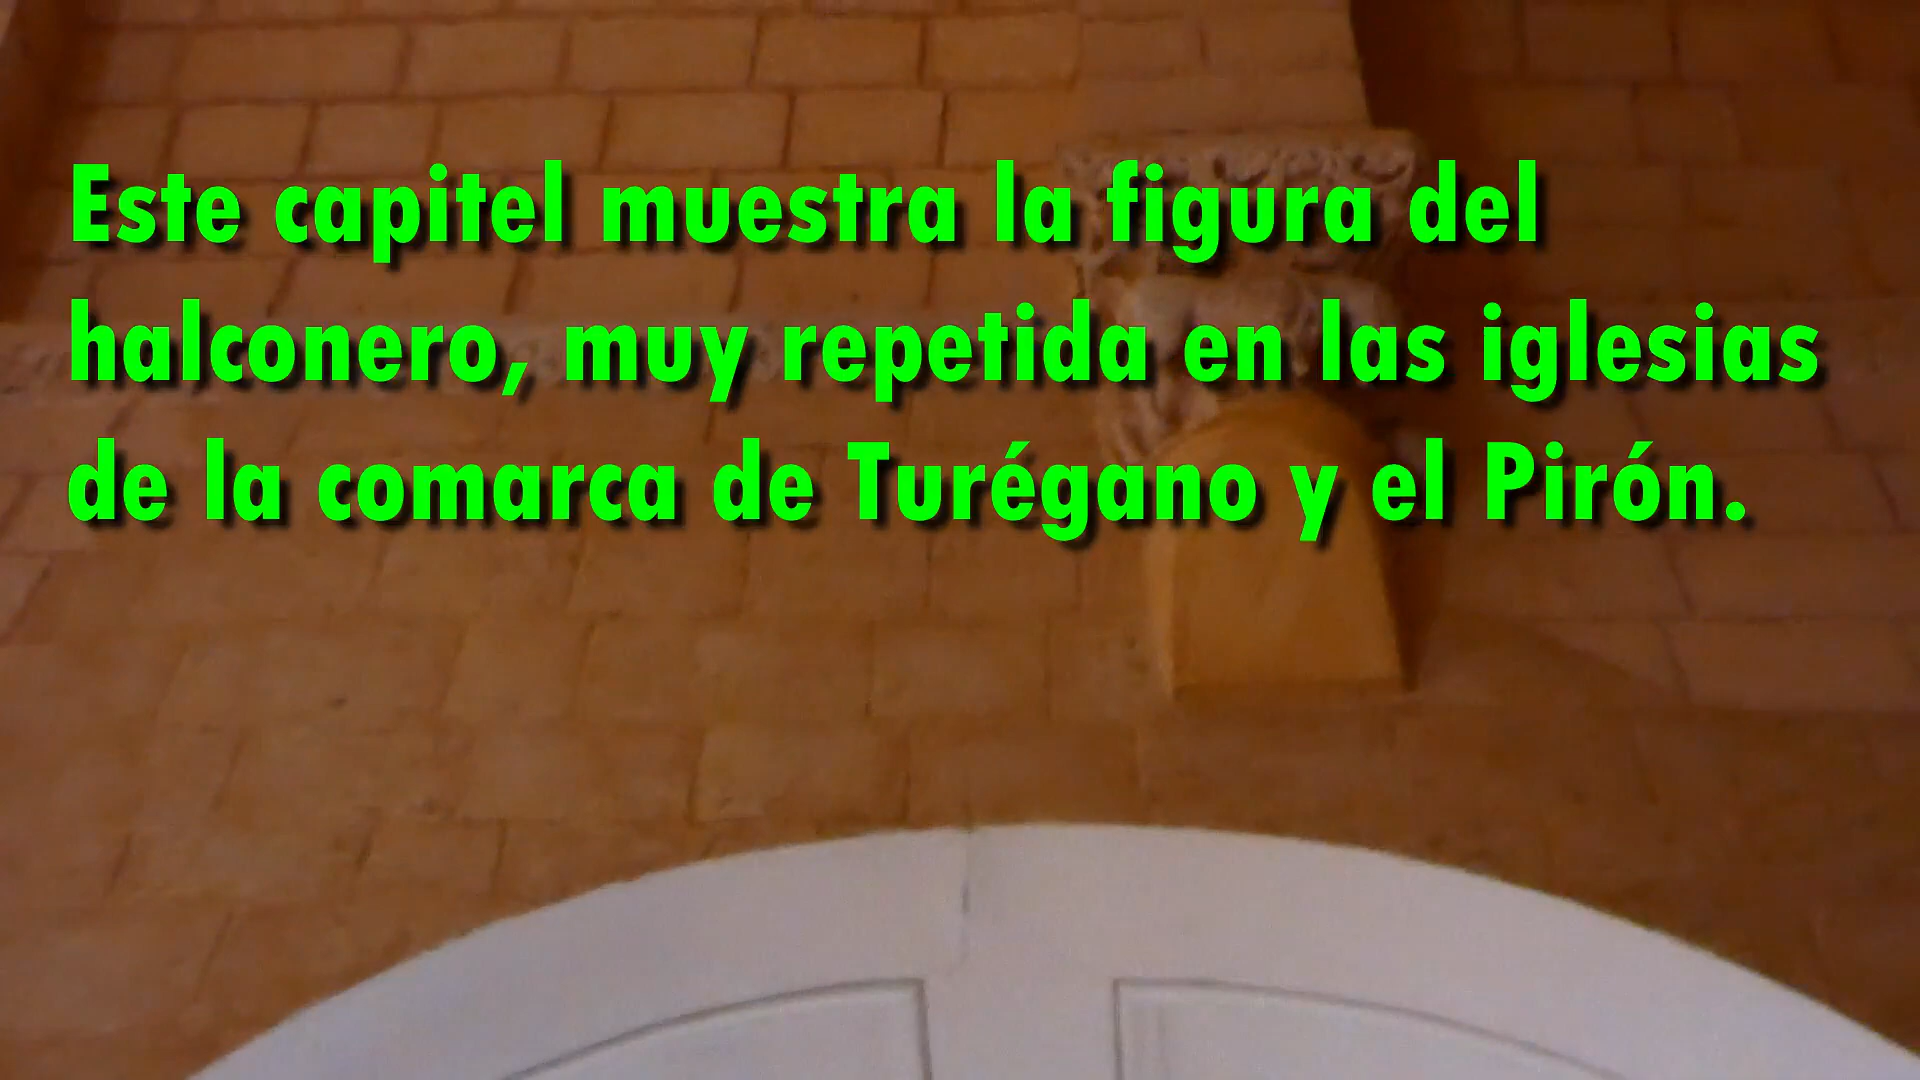 Este capitel muestra la figura del
halconero, muy repetida en las iglesias
de la comarca de Turégano y el Pirón.